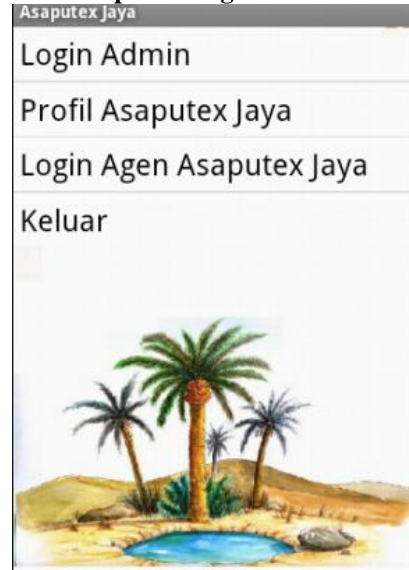 Asaputex Jaya
Login Admin
Profil Asaputex Jaya
Login Agen Asaputex Jaya
Keluar